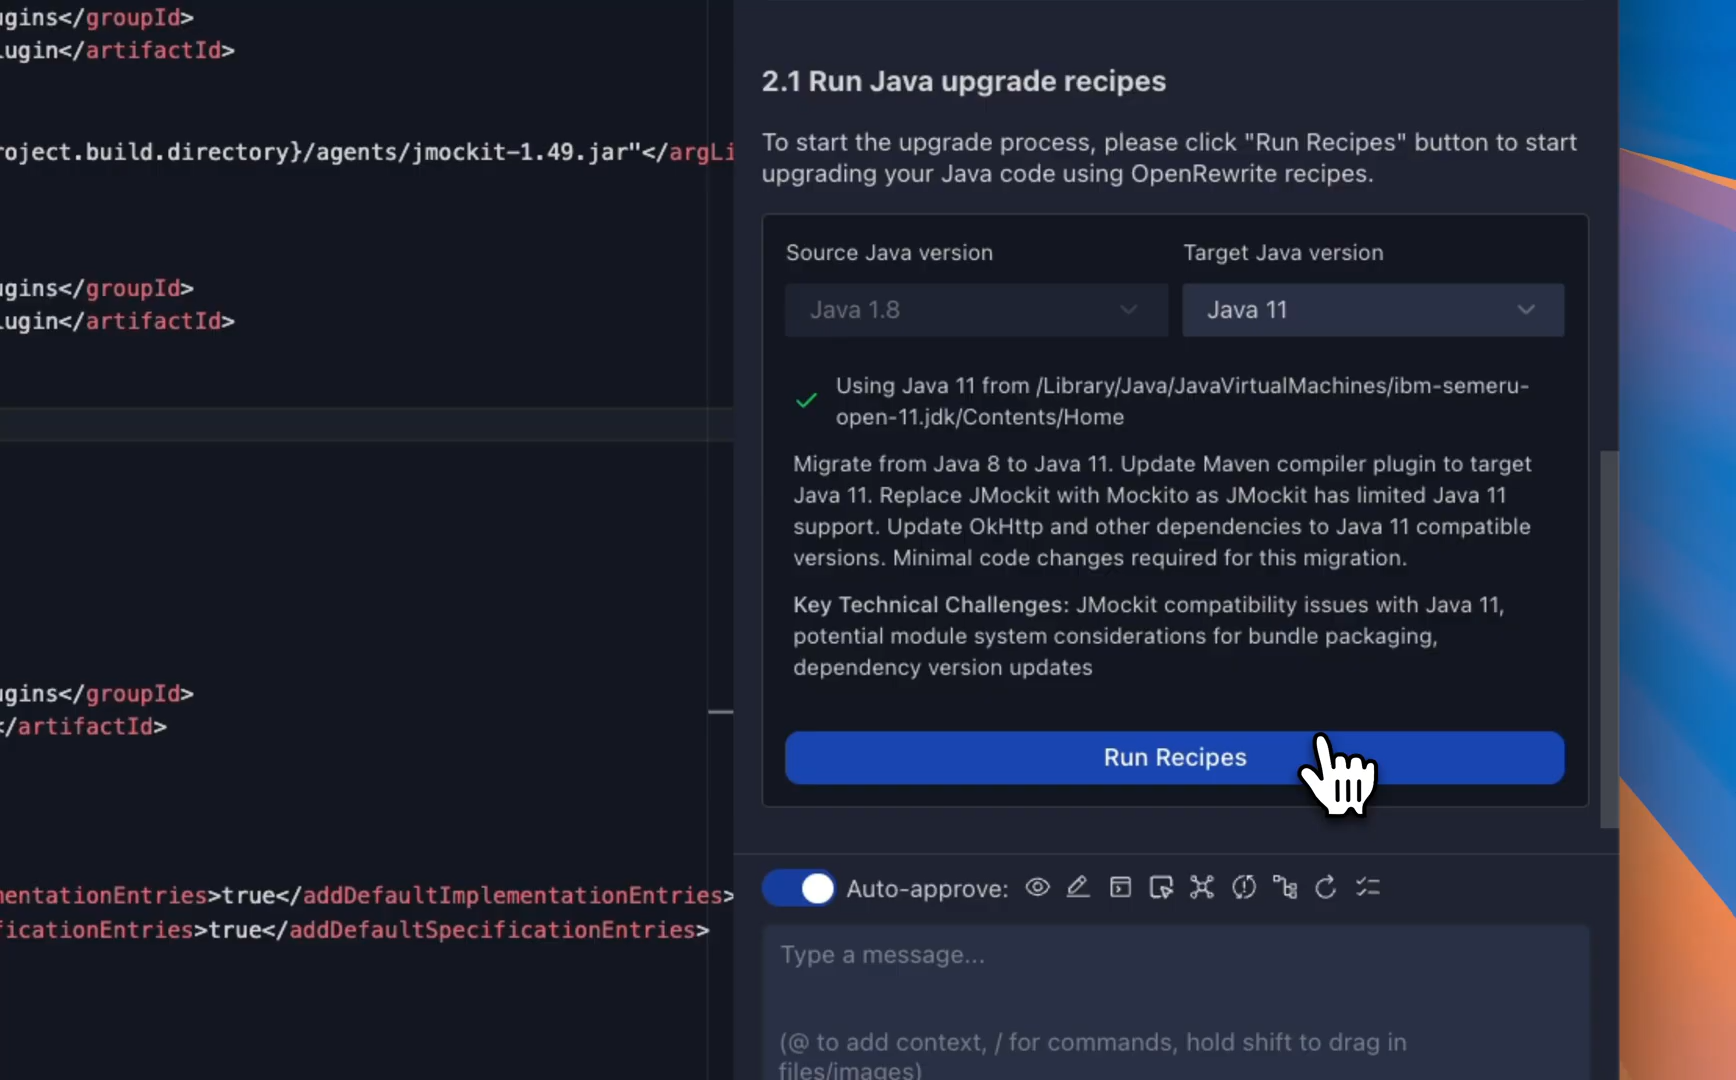 ugins</groupId>
lugin</artifactId>
roject.build.directory}/agents/jmockit-1.49.jar"</argLi
ugins</groupId>
lugin</artifactId>
ugins</groupId>
</artifactId>
mentationEntries>true</addDefaultImplementationEntries>
ficationEntries>true</addDefaultSpecificationEntries>
2.1 Run Java upgrade recipes
To start the upgrade process, please click "Run Recipes" button to start
upgrading your Java code using OpenRewrite recipes.
Source Java version
Target Java version
Java 1.8
Java 11
Using Java 11 from /Library/Java/JavaVirtualMachines/ibm-semeru-
open-11.jdk/Contents/Home
Migrate from Java 8 to Java 11. Update Maven compiler plugin to target
Java 11. Replace JMockit with Mockito as JMockit has limited Java 11
support. Update OkHttp and other dependencies to Java 11 compatible
versions. Minimal code changes required for this migration.
Key Technical Challenges: JMockit compatibility issues with Java 11,
potential module system considerations for bundle packaging,
dependency version updates
Run Recipes
Auto-approve:
Type a message...
(@ to add context, / for commands, hold shift to drag in
files/images)